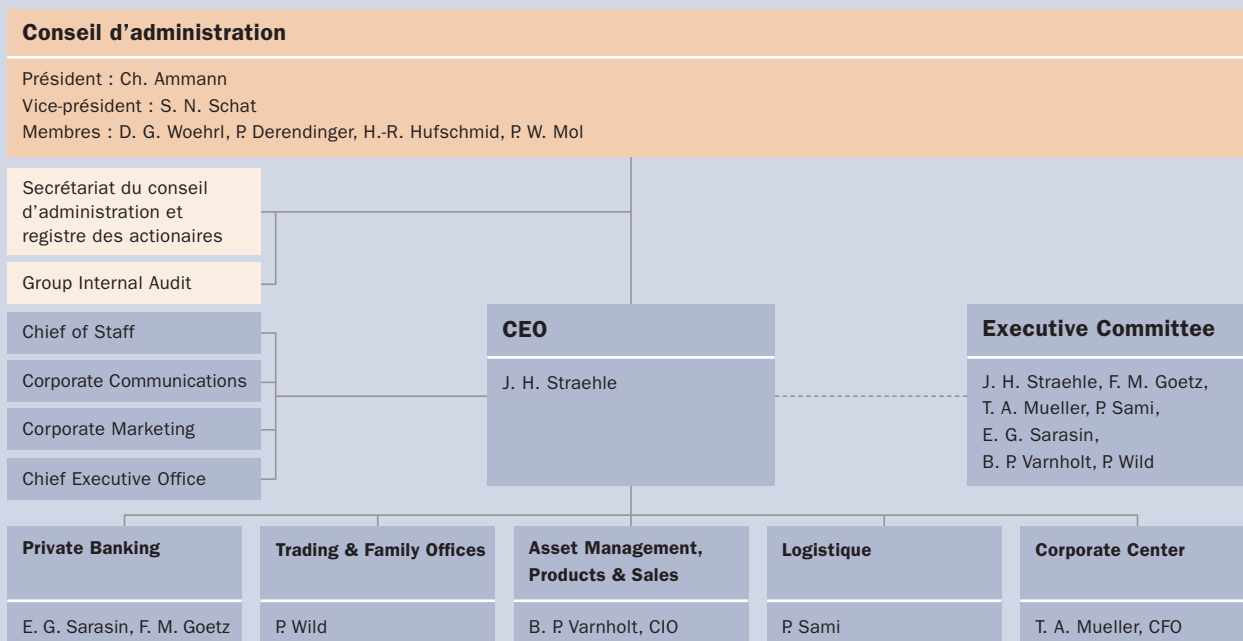 Conseil d’administration
Président : Ch. Ammann
Vice-président : S. N. Schat
Membres : D. G. Woehrl, P. Derendinger, H.-R. Hufschmid, P. W. Mol
Secrétariat du conseil
d’administration et
registre des actionaires
Group Internal Audit
Chief of Staff
Corporate Communications
Corporate Marketing
Chief Executive Office
CEO
J. H. Straehle
Executive Committee
J. H. Straehle, F. M. Goetz,
T. A. Mueller, P. Sami,
E. G. Sarasin,
B. P. Varnholt, P. Wild
Private Banking
E. G. Sarasin, F. M. Goetz
Trading & Family Offices
P. Wild
Asset Management,
Products & Sales
B. P. Varnholt, CIO
Logistique
P. Sami
Corporate Center
T. A. Mueller, CFO